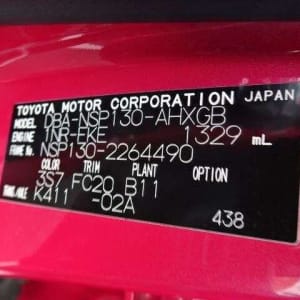 TOYOTA MOTOR CORPORATION JAPAN
MODEL DBA-NSP130-AHXGB
ENGINE 1NR-FKE 1329 mL
FRAME No. NSP130-2264490
COLOR TRIM PLANT OPTION
3S7 FC20 B11
TRANS./AXLE K411 -02A
438